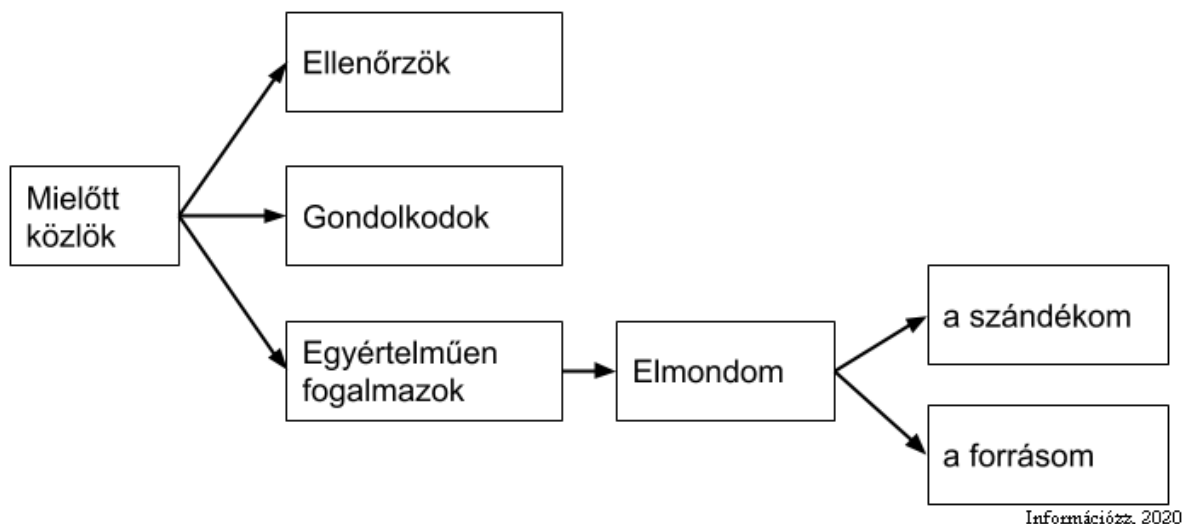 Ellenőrzök
Mielőtt
közlök
Gondolkodok
Egyértelműen
fogalmazok
Elmondom
a szándékom
a forrásom
Információzz, 2020